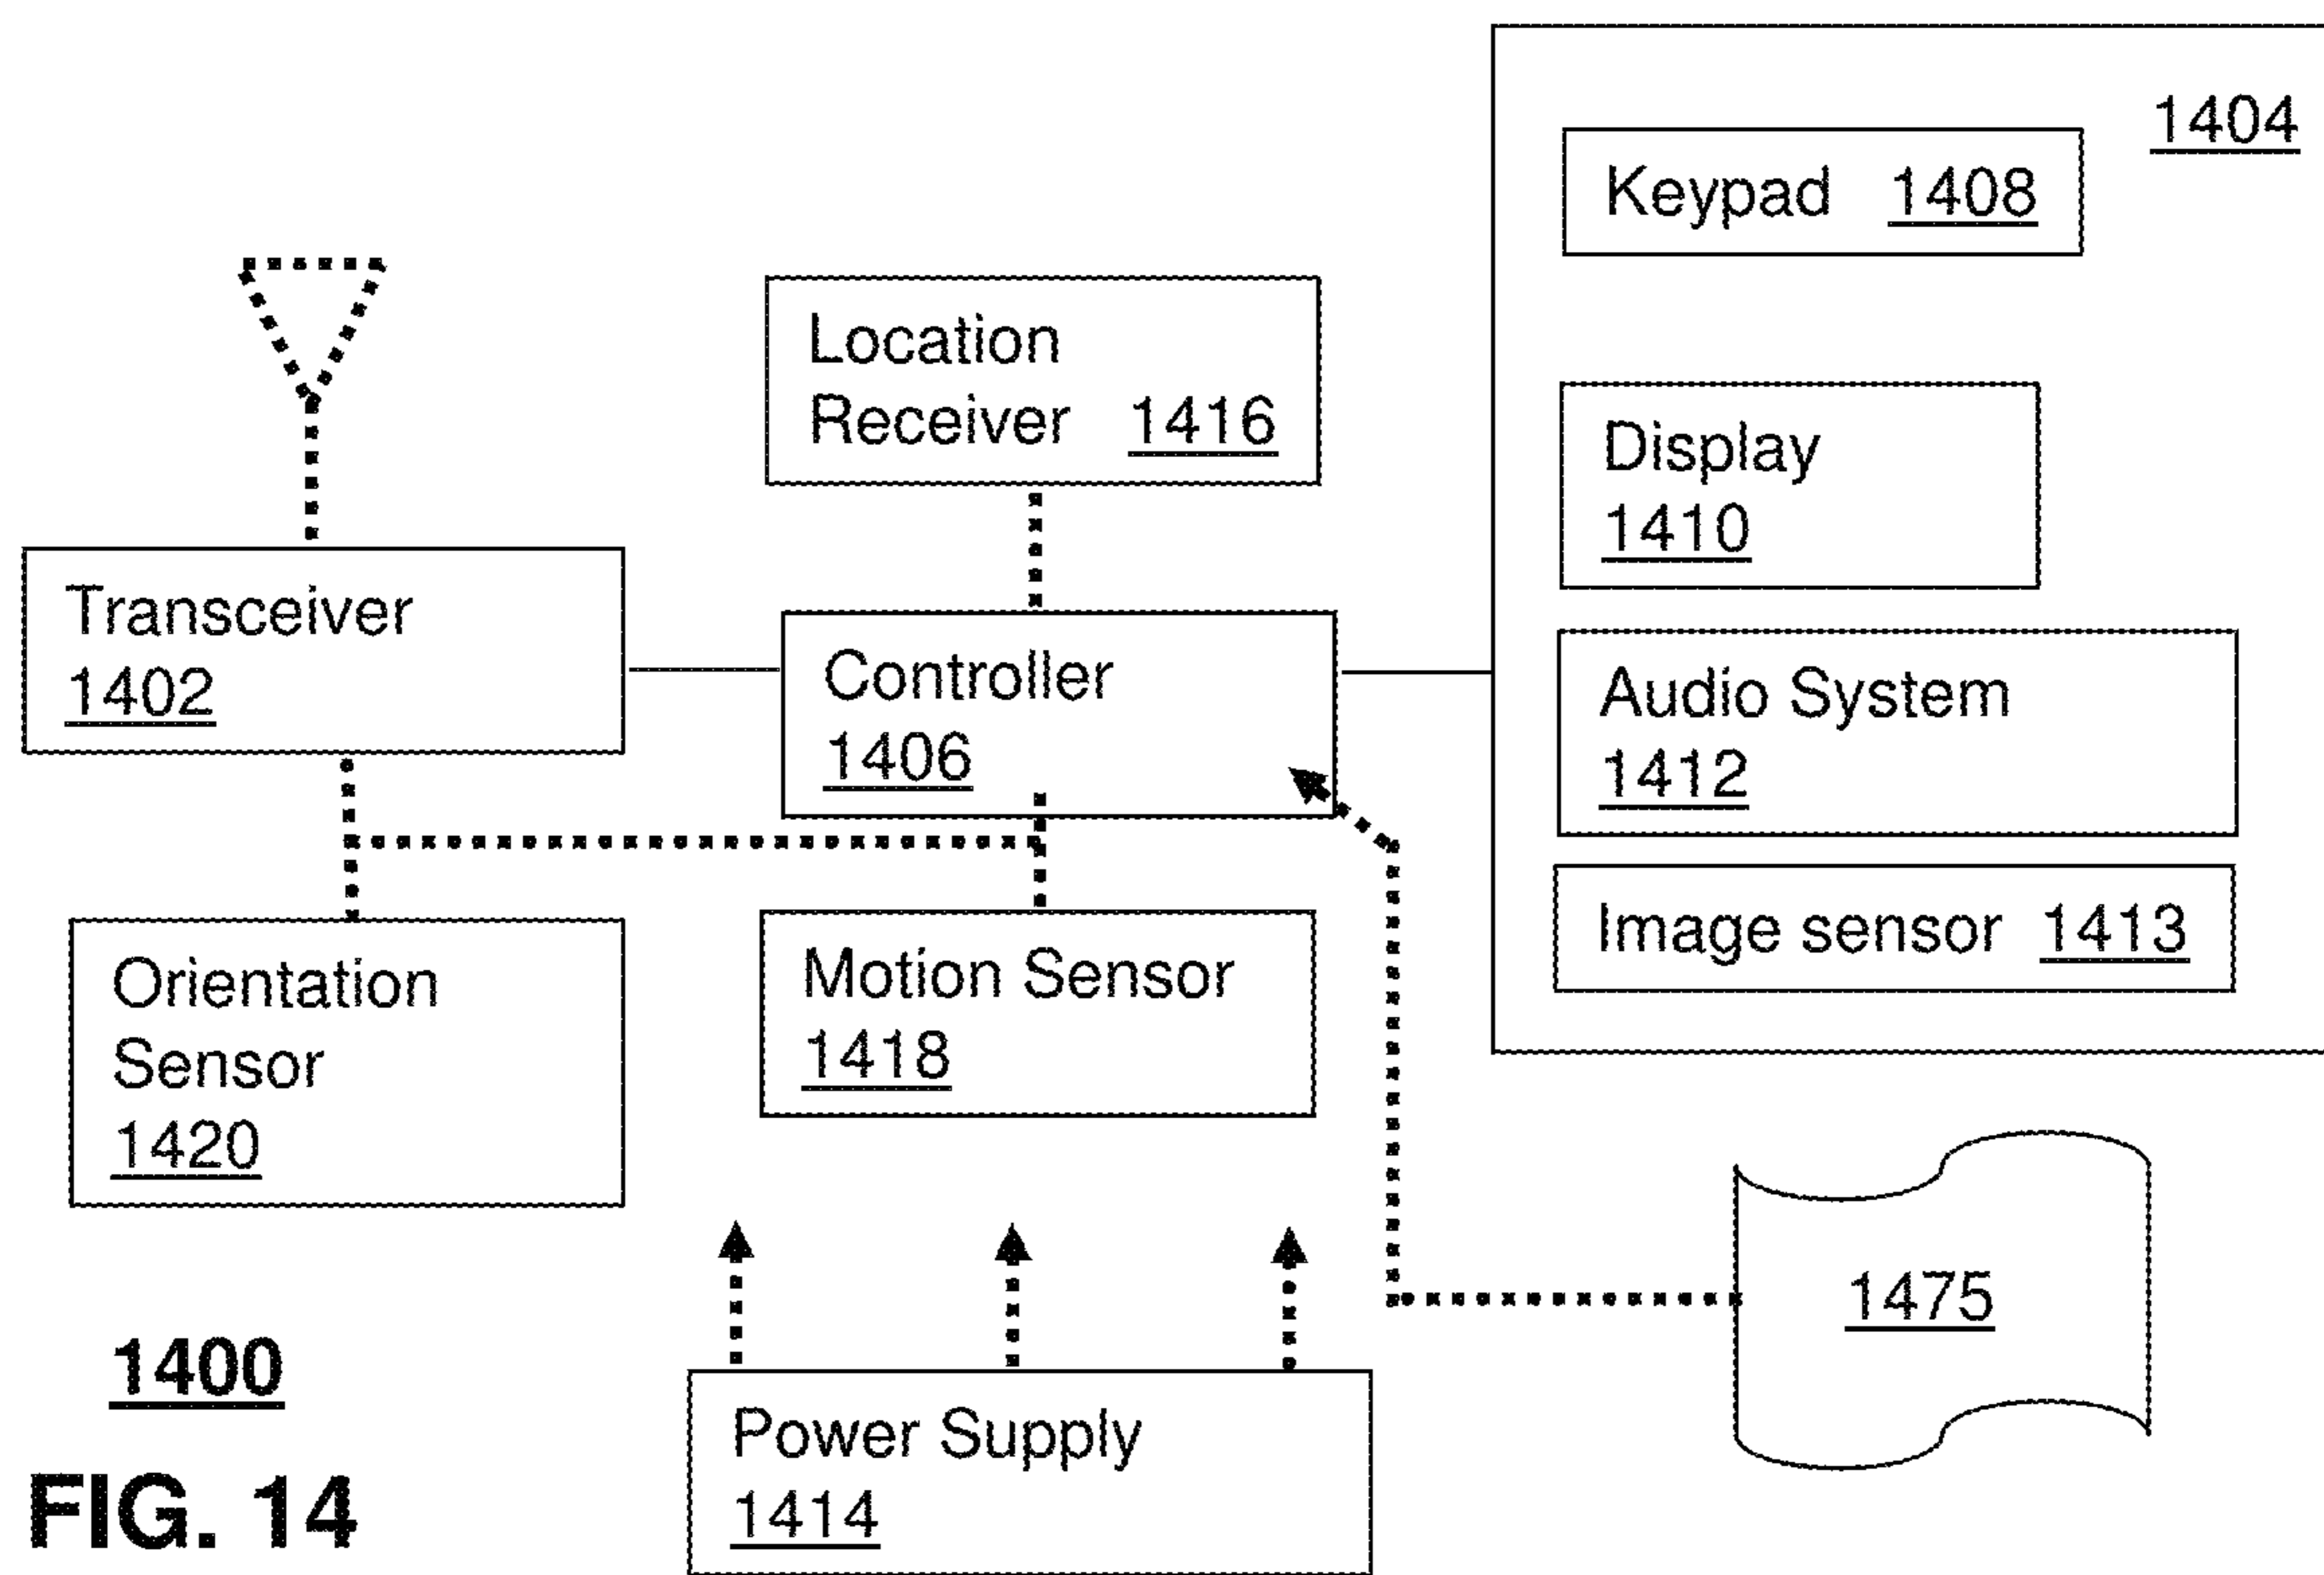 1404
Keypad 1408
Location
Receiver 1416
Display
1410
Transceiver
1402
Controller
1406
Audio System
1412
Image sensor 1413
Orientation
Sensor
1420
Motion Sensor
1418
1475
1400
Power Supply
1414
FIG. 14